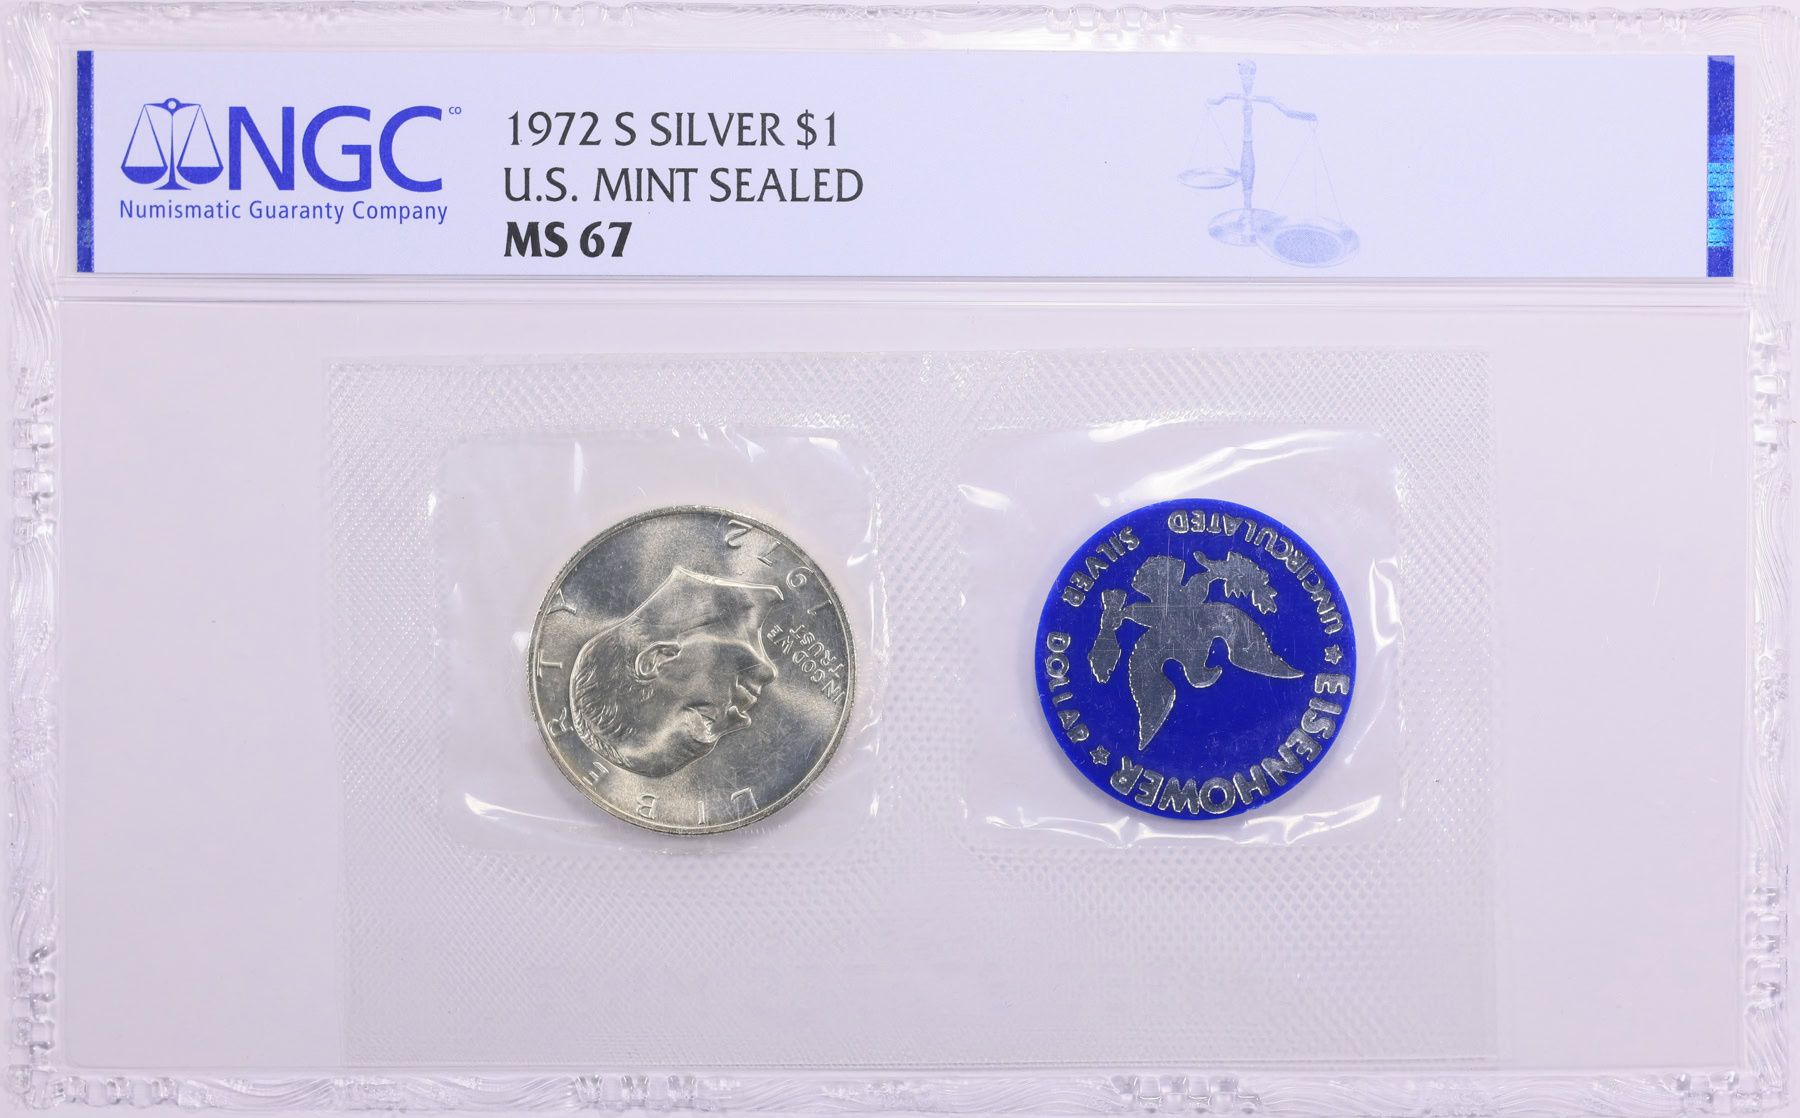 NGC co
Numismatic Guaranty Company
1972 S SILVER $1
U.S. MINT SEALED
MS 67
LIBERTY
IN GOD WE
TRUST
1972
★ EISENHOWER ★
UNCIRCULATED
SILVER DOLLAR